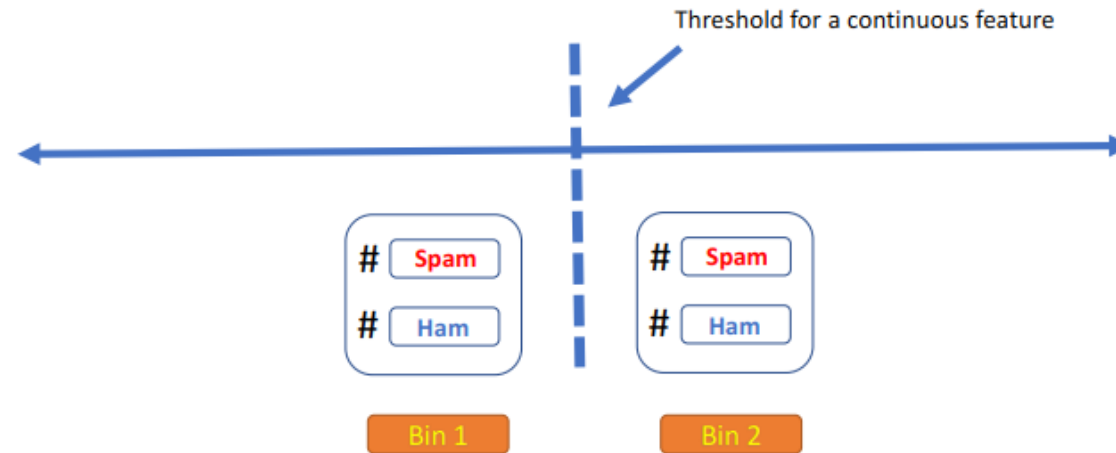 Threshold for a continuous feature
# Spam # Spam
# Ham # Ham
Bin 1 Bin 2